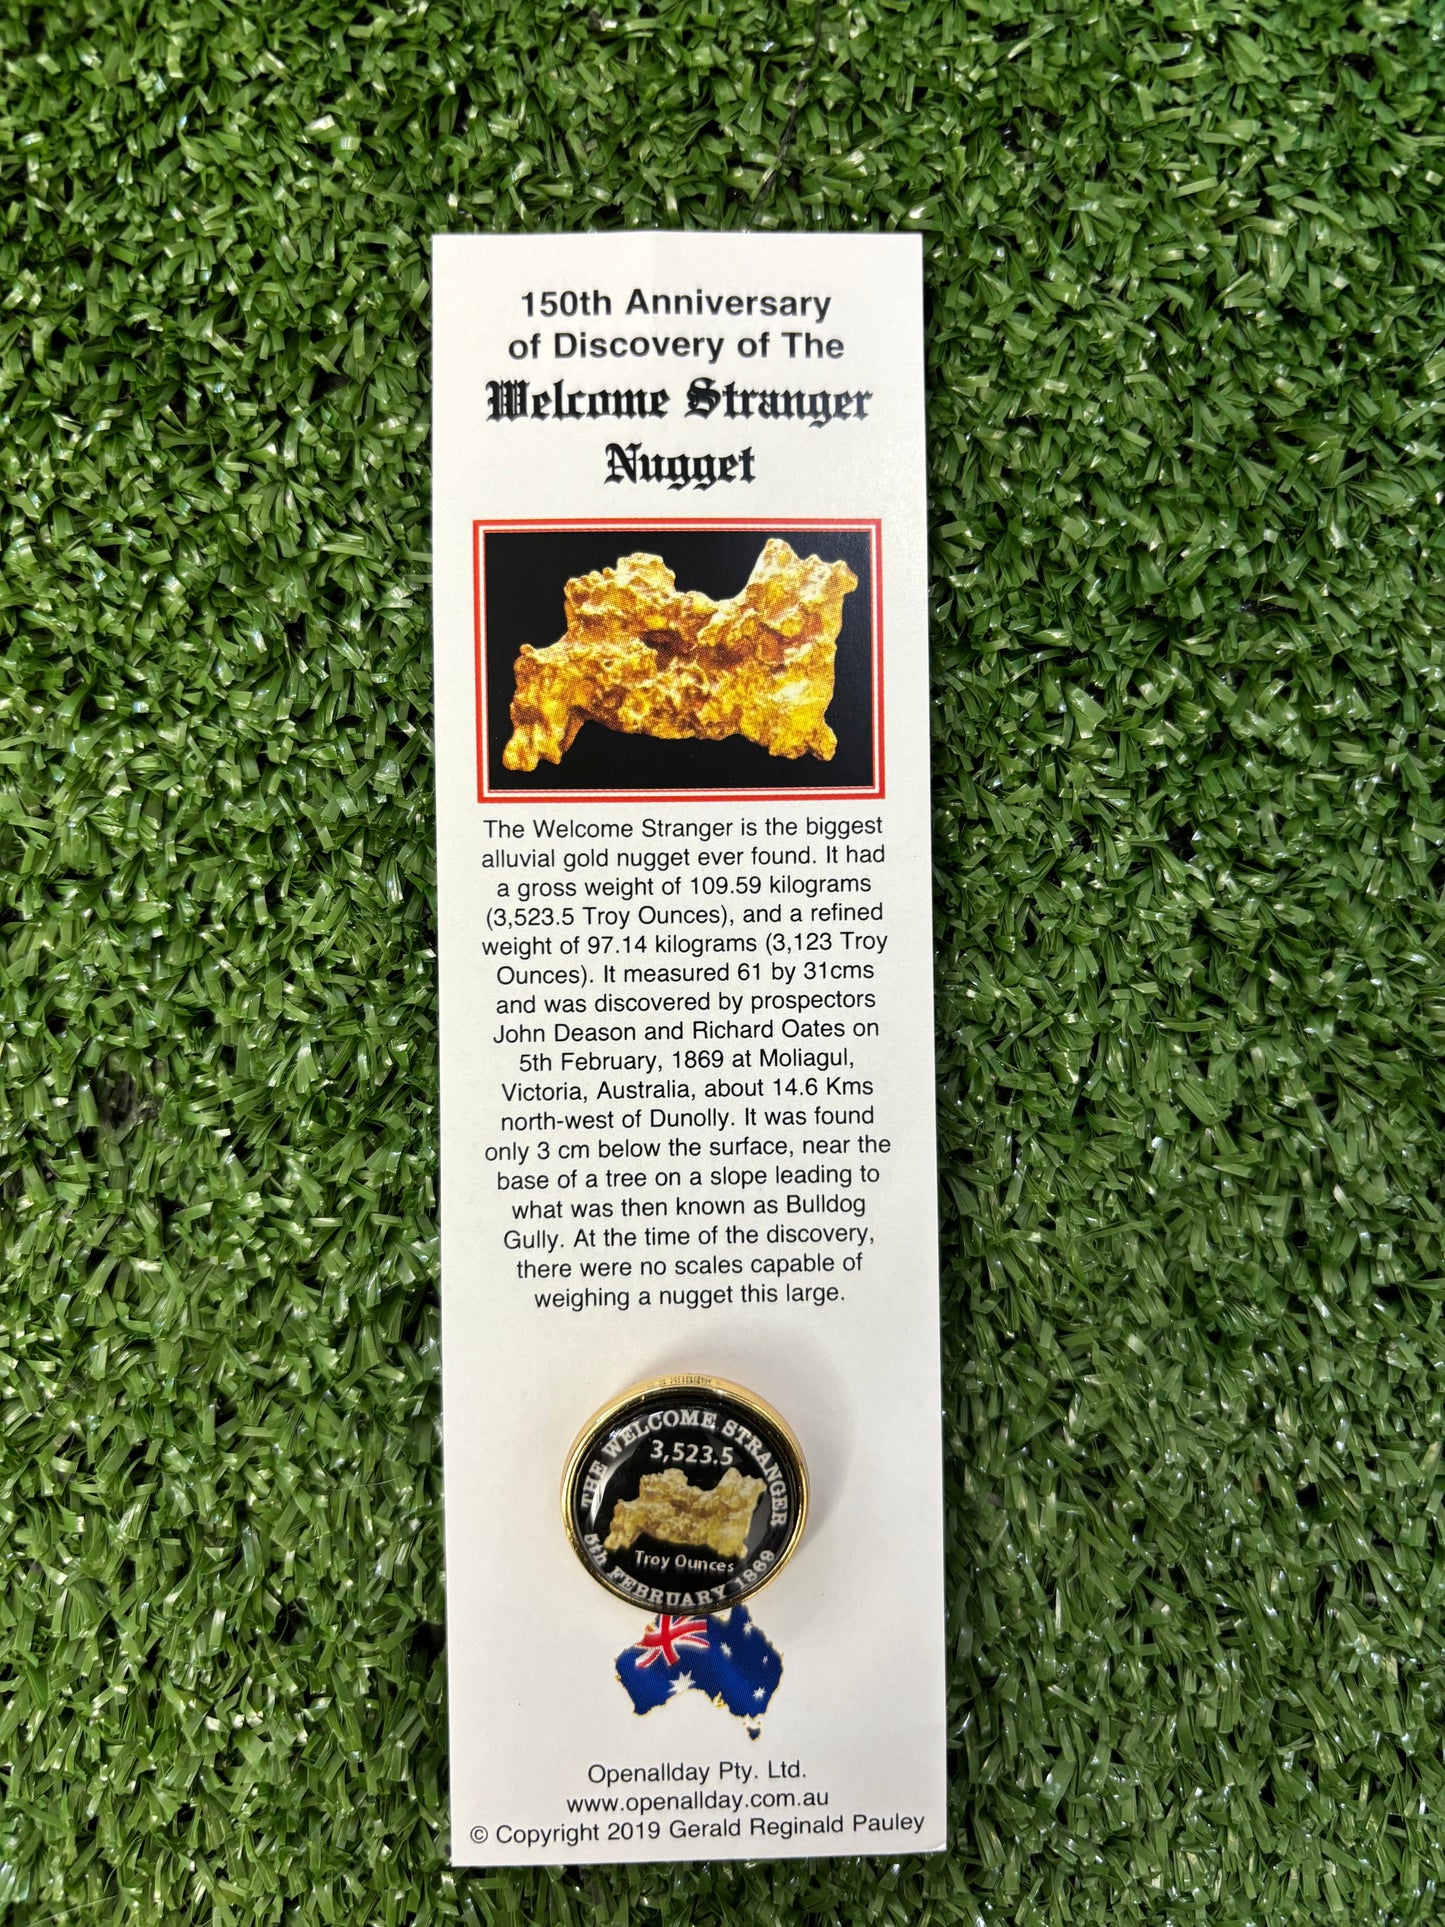 150th Anniversary
of Discovery of The
Welcome Stranger
Nugget
The Welcome Stranger is the biggest
alluvial gold nugget ever found. It had
a gross weight of 109.59 kilograms
(3,523.5 Troy Ounces), and a refined
weight of 97.14 kilograms (3,123 Troy
Ounces). It measured 61 by 31cms
and was discovered by prospectors
John Deason and Richard Oates on
5th February, 1869 at Moliagul,
Victoria, Australia, about 14.6 Kms
north-west of Dunolly. It was found
only 3 cm below the surface, near the
base of a tree on a slope leading to
what was then known as Bulldog
Gully. At the time of the discovery,
there were no scales capable of
weighing a nugget this large.
THE WELCOME STRANGER
3,523.5
Troy Ounces
5th FEBRUARY 1869
Openallday Pty. Ltd.
www.openallday.com.au
© Copyright 2019 Gerald Reginald Pauley